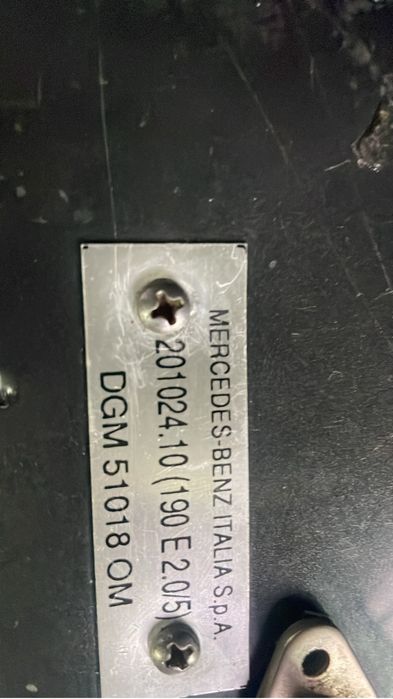 MERCEDES-BENZ ITALIA S.p.A.
201024.10 (190 E 2.0/5)
DGM 51018 OM